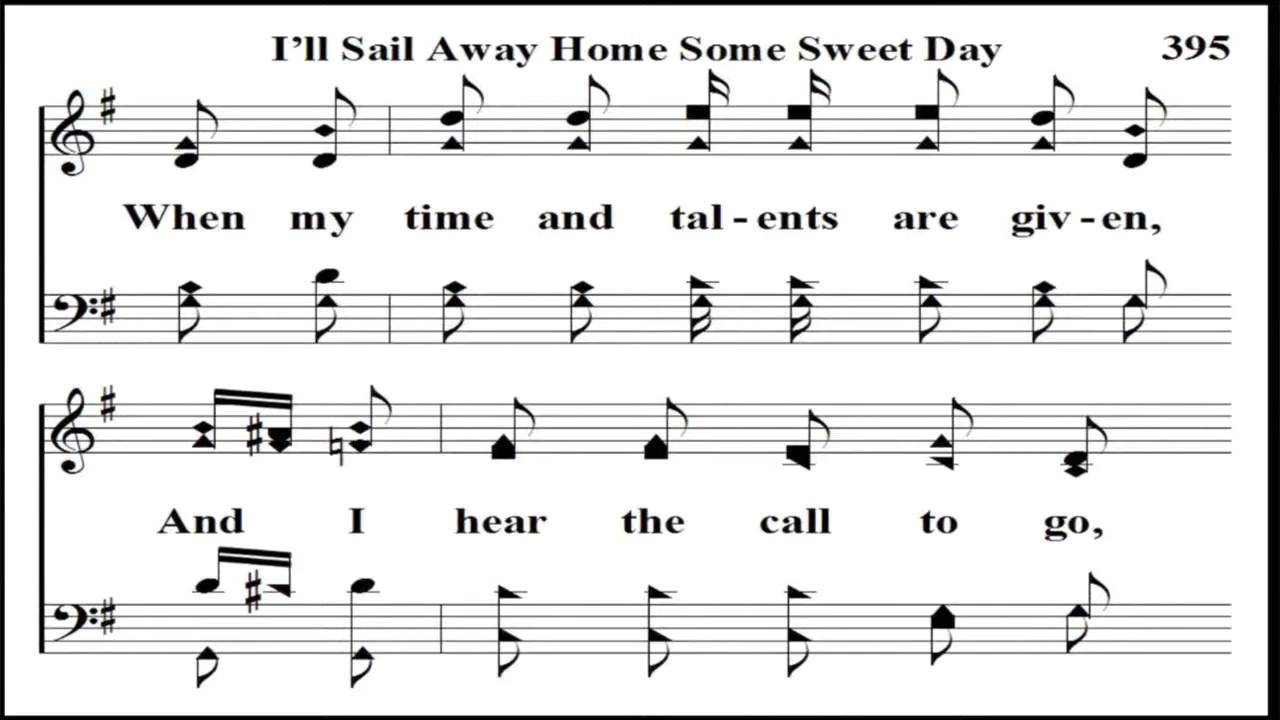 I'll Sail Away Home Some Sweet Day 395
When my time and tal - ents are giv - en,
And I hear the call to go,